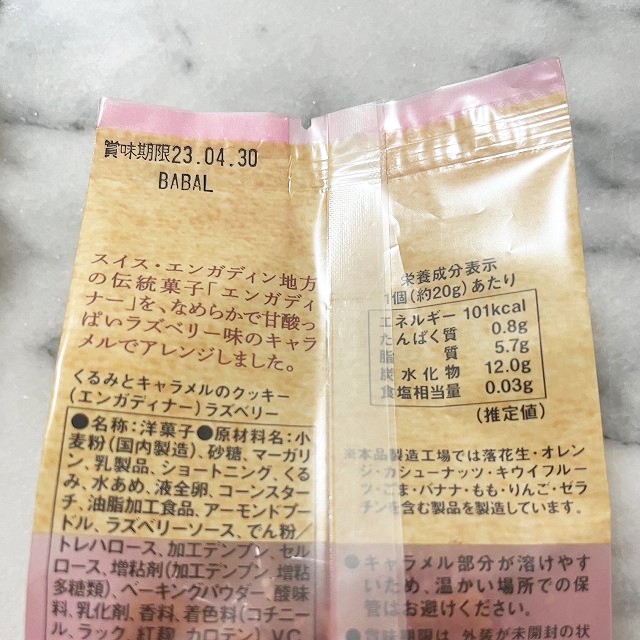 賞味期限23.04.30
BABAL
スイス・エンガディン地方
の伝統菓子「エンガディ
ナー」を、なめらかで甘酸っ
ぱいラズベリー味のキャラ
メルでアレンジしました。
くるみとキャラメルのクッキー
(エンガディナー)ラズベリー
●名称:洋菓子●原材料名:小
麦粉(国内製造)、砂糖、マーガリ
ン、乳製品、ショートニング、くる
み、水あめ、液全卵、コーンスター
チ、油脂加工食品、アーモンドプー
ドル、ラズベリーソース、でん粉/
トレハロース、加工デンプン、セル
ロース、増粘剤(加工デンプン、増粘
多糖類)、ベーキングパウダー、酸味
料、乳化剤、香料、着色料(コチニー
ル、ラック、紅麹、カロテン)、V.C
栄養成分表示
1個(約20g)あたり
エネルギー 101kcal
たんぱく質 0.8g
脂質 5.7g
炭水化物 12.0g
食塩相当量 0.03g
(推定値)
※本品製造工場では落花生・オレン
ジ・カシューナッツ・キウイフルー
ツ・ごま・バナナ・もも・りんご・ゼラ
チンを含む製品を製造しています。
●キャラメル部分が溶けやす
いため、温かい場所での保
管はお避けください。
●賞味期限は、外装が未開封の状